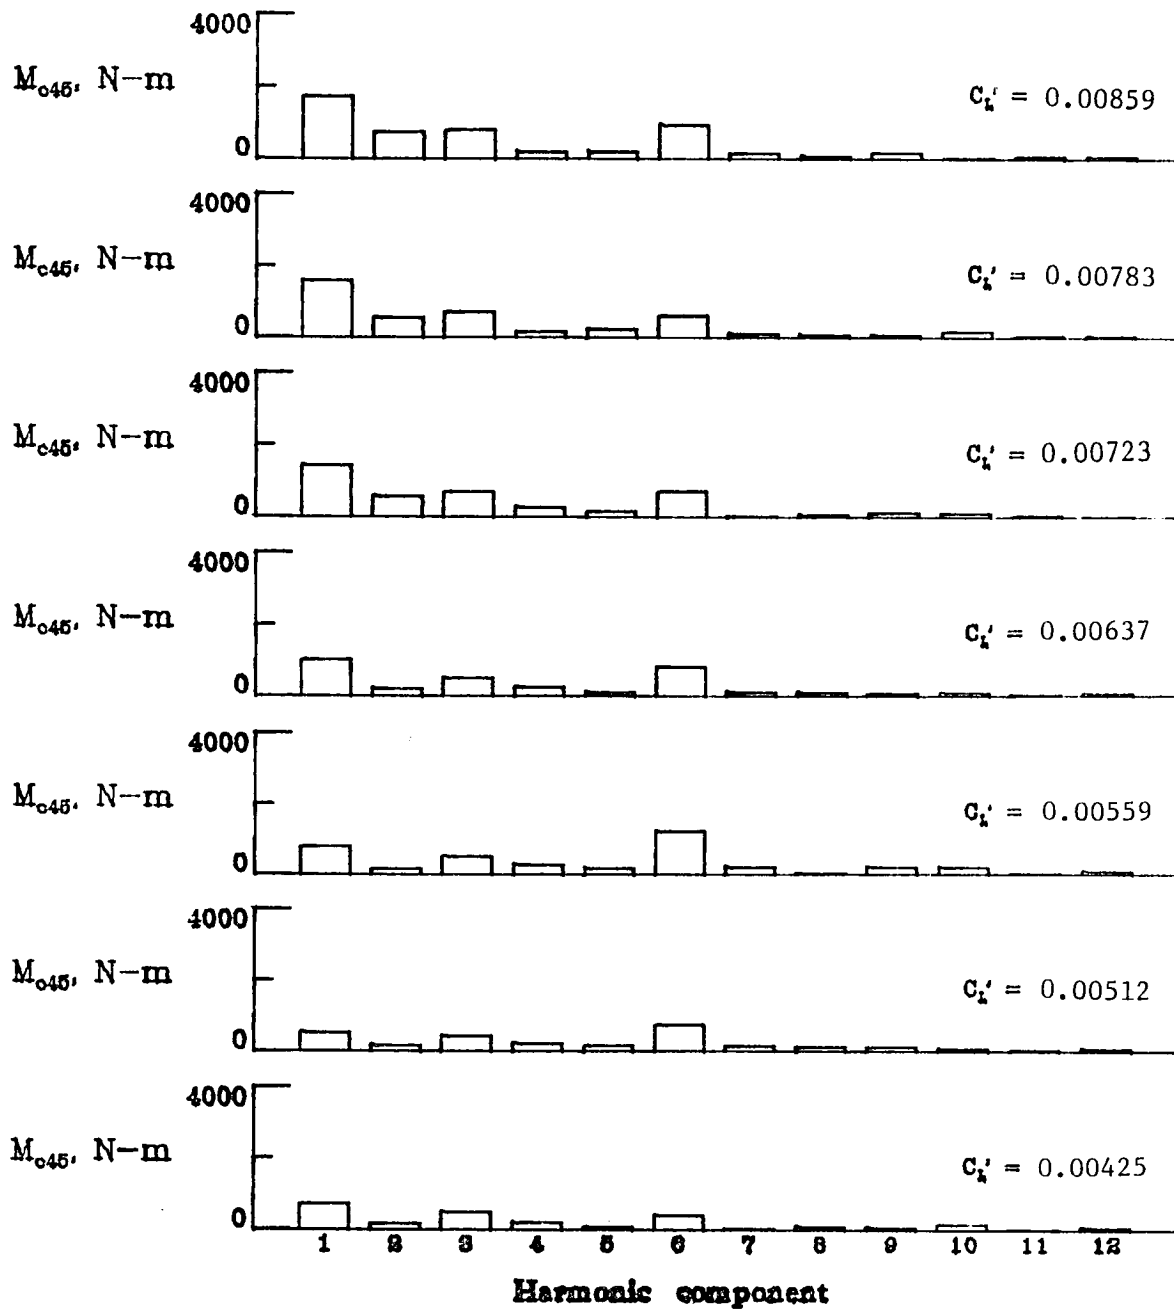 4000
M_c45, N-m
C_L' = 0.00859
0
4000
M_c45, N-m
C_L' = 0.00783
0
4000
M_c45, N-m
C_L' = 0.00723
0
4000
M_c45, N-m
C_L' = 0.00637
0
4000
M_c45, N-m
C_L' = 0.00559
0
4000
M_c45, N-m
C_L' = 0.00512
0
4000
M_c45, N-m
C_L' = 0.00425
0
1 2 3 4 5 6 7 8 9 10 11 12
Harmonic component